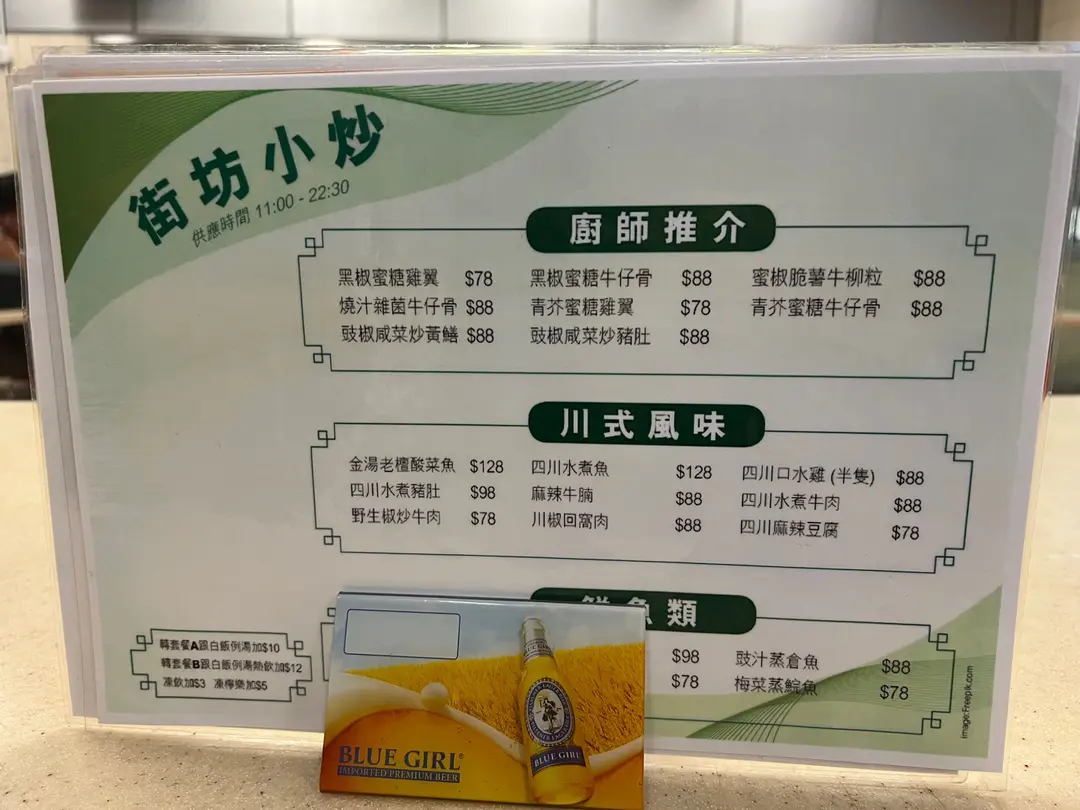 街坊小炒
供應時間 11:00 - 22:30
廚師推介
黑椒蜜糖雞翼 $78 黑椒蜜糖牛仔骨 $88 蜜椒脆薯牛柳粒 $88
燒汁雜菌牛仔骨 $88 青芥蜜糖雞翼 $78 青芥蜜糖牛仔骨 $88
豉椒咸菜炒黃鱔 $88 豉椒咸菜炒豬肚 $88
川式風味
金湯老檀酸菜魚 $128 四川水煮魚 $128 四川口水雞 (半隻) $88
四川水煮豬肚 $98 麻辣牛腩 $88 四川水煮牛肉 $88
野生椒炒牛肉 $78 川椒回窩肉 $88 四川麻辣豆腐 $78
魚類
$98 豉汁蒸倉魚 $88
$78 梅菜蒸鯇魚 $78
轉套餐A跟白飯例湯加$10
轉套餐B跟白飯例湯熱飲加$12
凍飲加$3 凍檸樂加$5
image:Freepik.com
BLUE GIRL®
IMPORTED PREMIUM BEER
BLUE GIRL